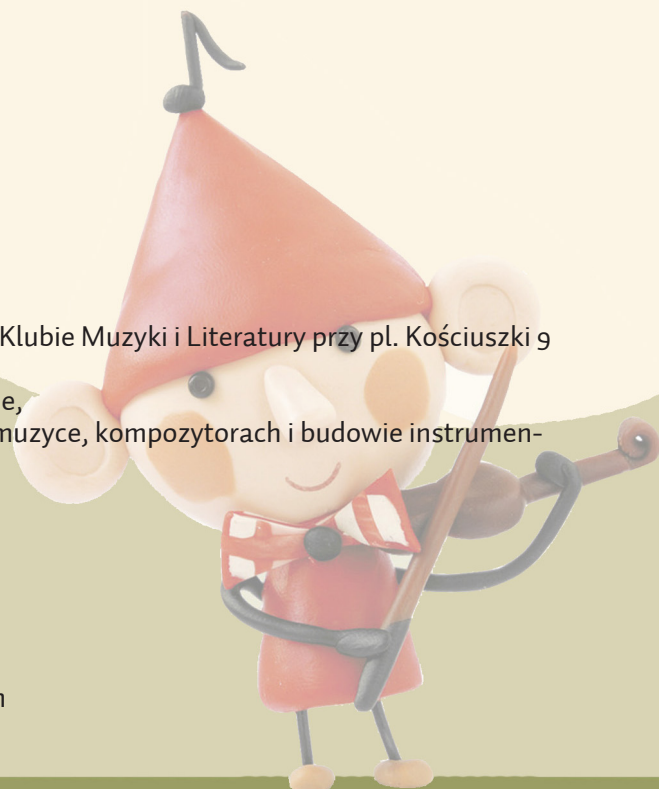 Klubie Muzyki i Literatury przy pl. Kościuszki 9
e,
muzyce, kompozytorach i budowie instrumen-